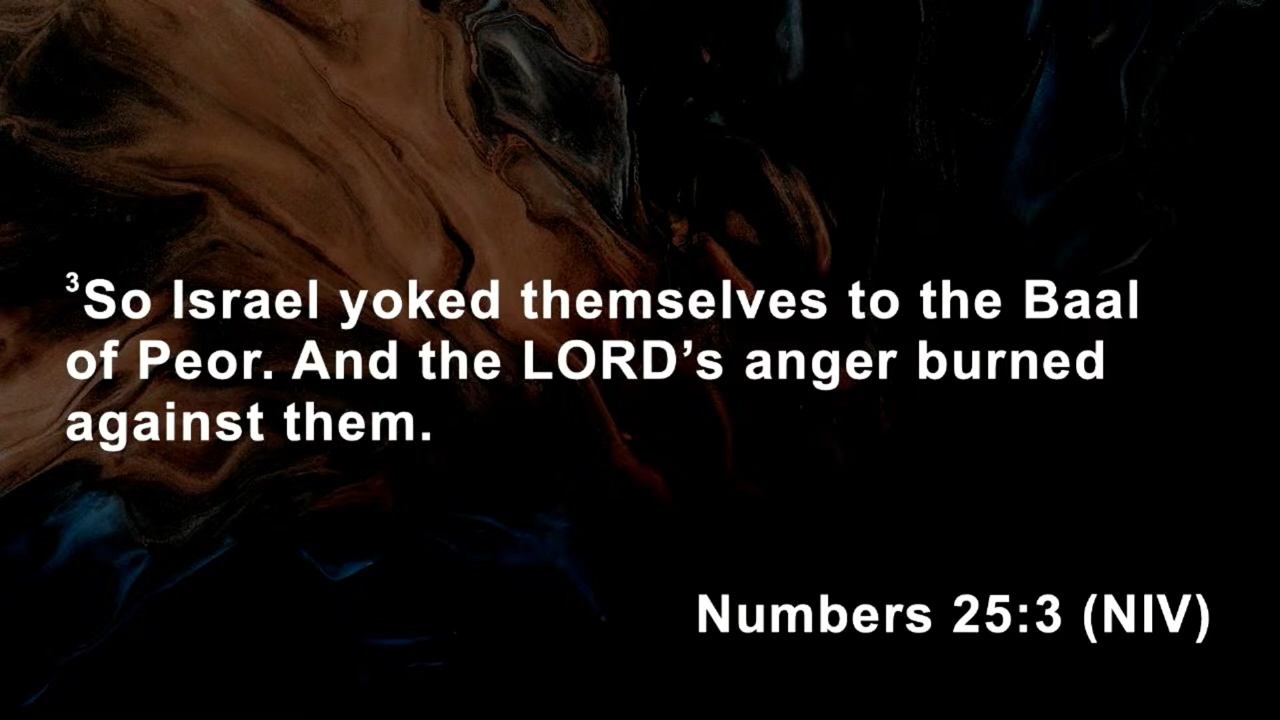 ³So Israel yoked themselves to the Baal
of Peor. And the LORD’s anger burned
against them.
Numbers 25:3 (NIV)